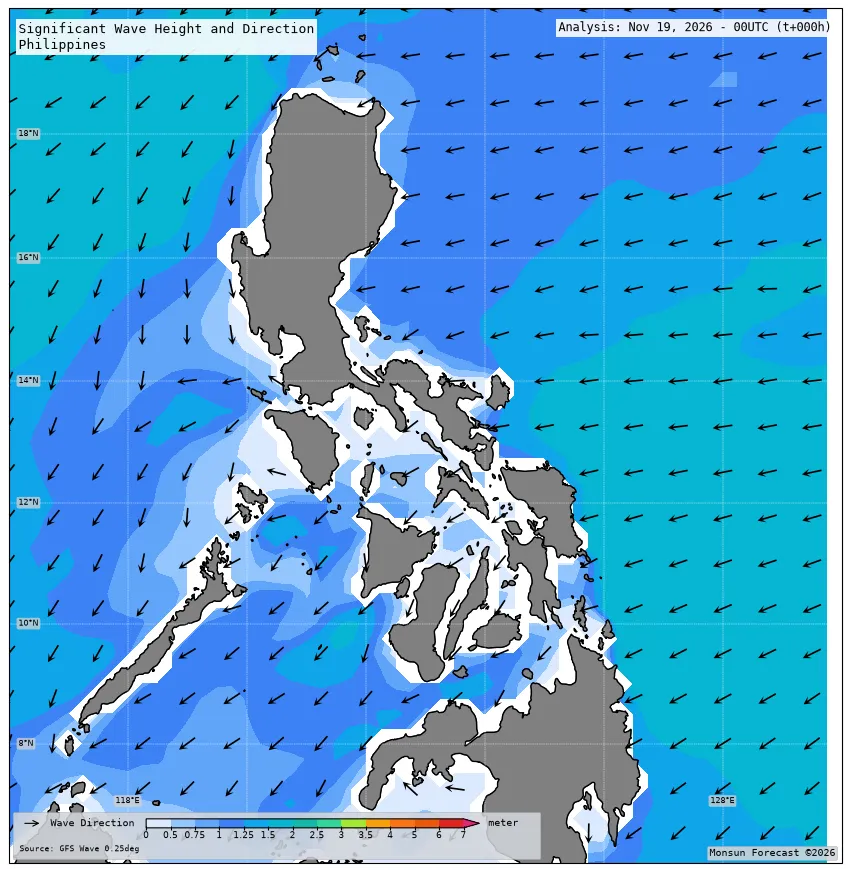 Significant Wave Height and Direction
Philippines
Analysis: Nov 19, 2026 - 00UTC (t+000h)
18°N
16°N
14°N
12°N
10°N
8°N
118°E
128°E
Wave Direction
0 0.5 0.75 1 1.25 1.5 2 2.5 3 3.5 4 5 6 7
meter
Source: GFS Wave 0.25deg
Monsun Forecast ©2026